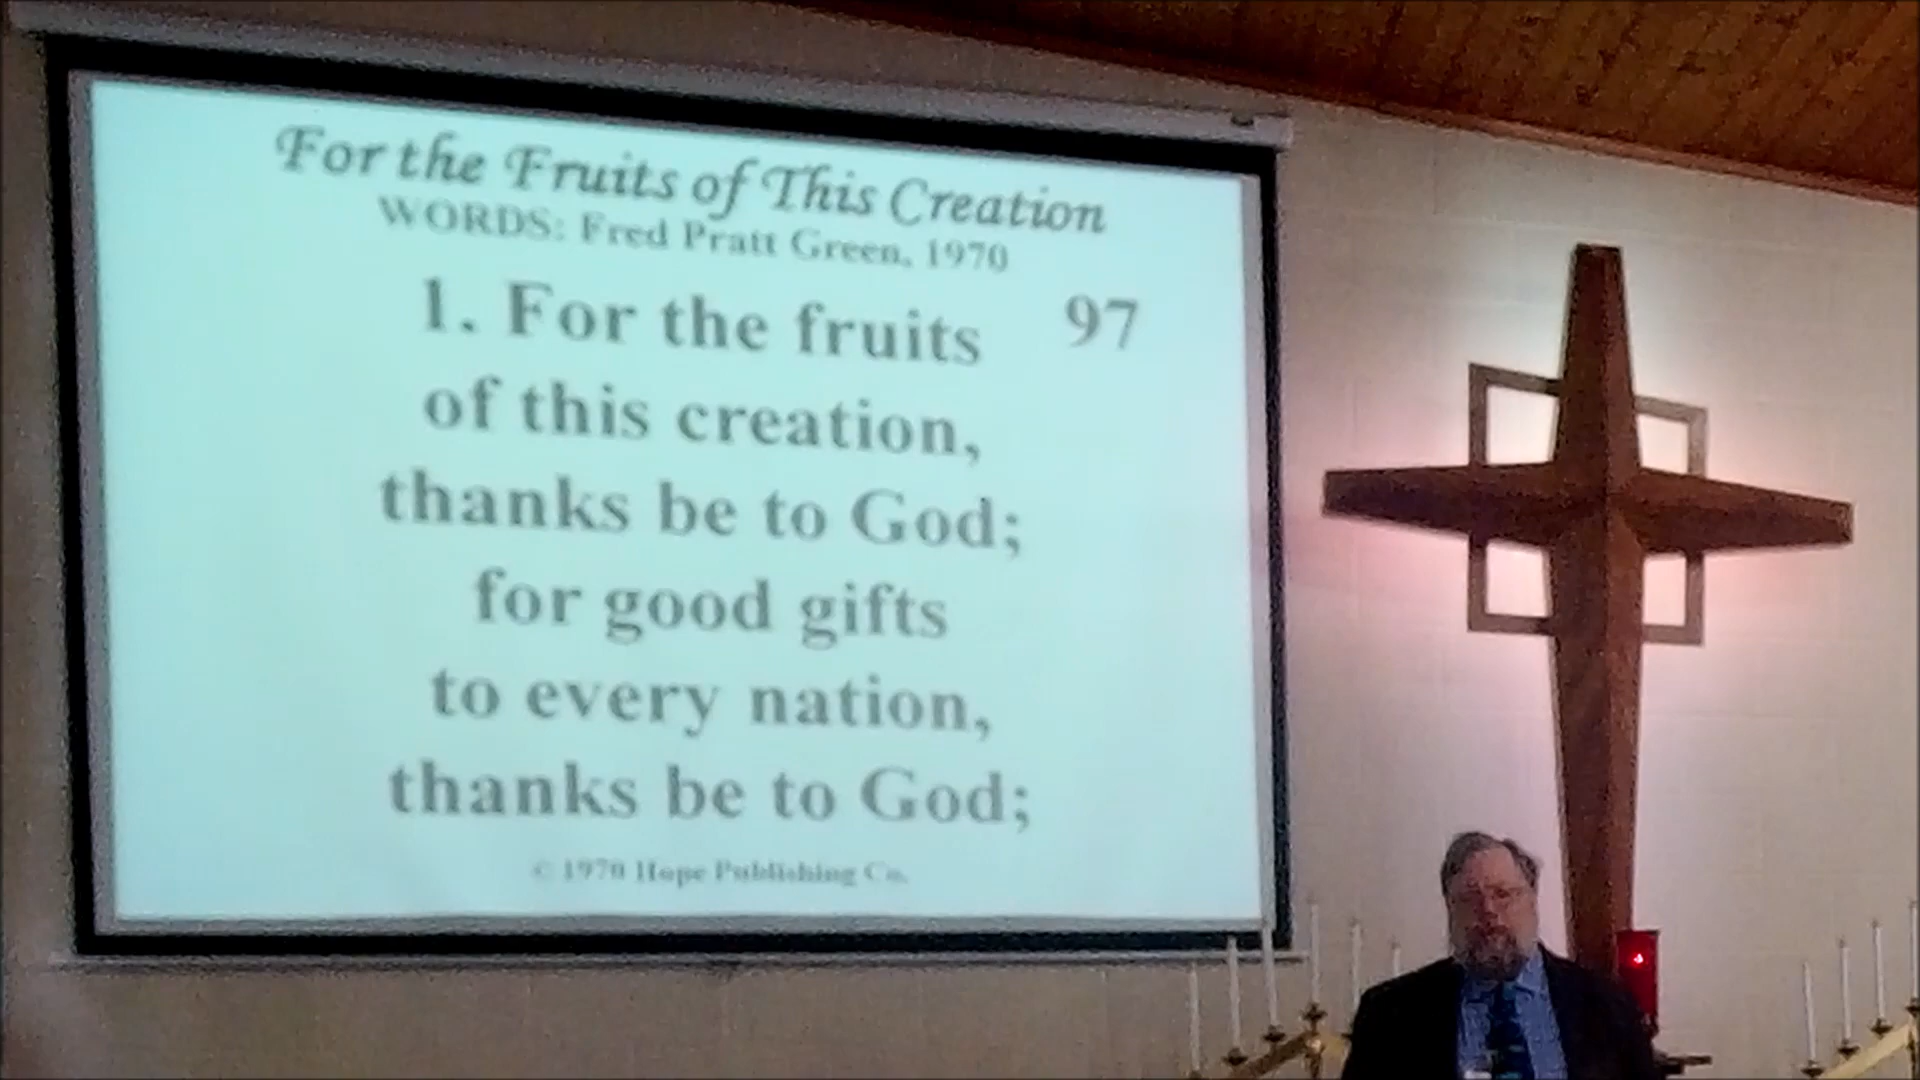 For the Fruits of This Creation
WORDS: Fred Pratt Green, 1970
1. For the fruits 97
of this creation,
thanks be to God;
for good gifts
to every nation,
thanks be to God;
© 1970 Hope Publishing Co.